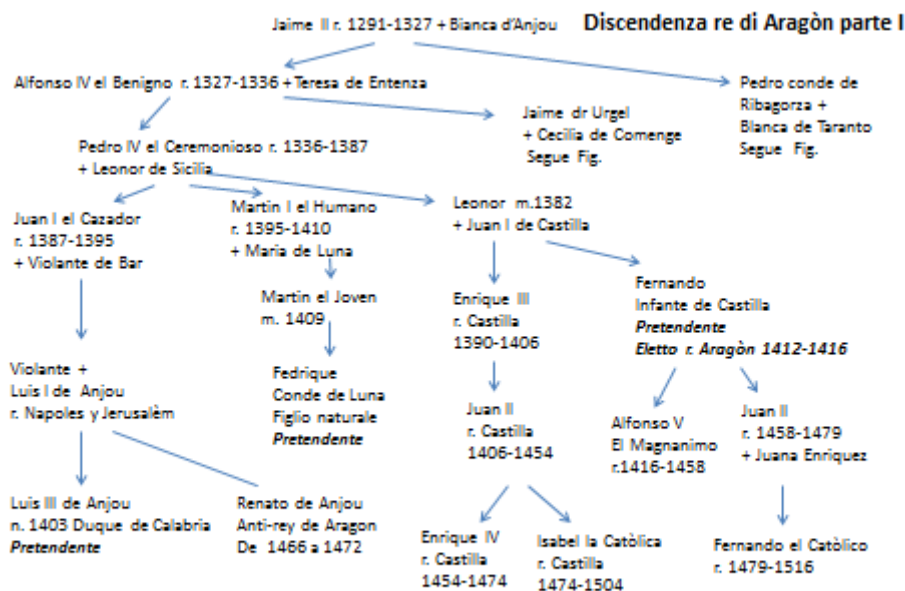 Jaime II r. 1291-1327 + Bianca d'Anjou
Discendenza re di Aragòn parte I
Alfonso IV el Benigno r. 1327-1336 + Teresa de Entenza
Pedro conde de
Ribagorza +
Blanca de Taranto
Segue Fig.
Jaime dr Urgel
+ Cecilia de Comenge
Segue Fig.
Pedro IV el Ceremonioso r. 1336-1387
+ Leonor de Sicilia
Juan I el Cazador
r. 1387-1395
+ Violante de Bar
Martin I el Humano
r. 1395-1410
+ Maria de Luna
Leonor m.1382
+ Juan I de Castilla
Martin el Joven
m. 1409
Enrique III
r. Castilla
1390-1406
Fernando
Infante de Castilla
Pretendente
Eletto r. Aragòn 1412-1416
Violante +
Luis I de Anjou
r. Napoles y Jerusalèm
Fedrique
Conde de Luna
Figlio naturale
Pretendente
Juan II
r. Castilla
1406-1454
Alfonso V
El Magnanimo
r.1416-1458
Juan II
r. 1458-1479
+ Juana Enriquez
Luis III de Anjou
n. 1403 Duque de Calabria
Pretendente
Renato de Anjou
Anti-rey de Aragon
De 1466 a 1472
Enrique IV
r. Castilla
1454-1474
Isabel la Catòlica
r. Castilla
1474-1504
Fernando el Catòlico
r. 1479-1516